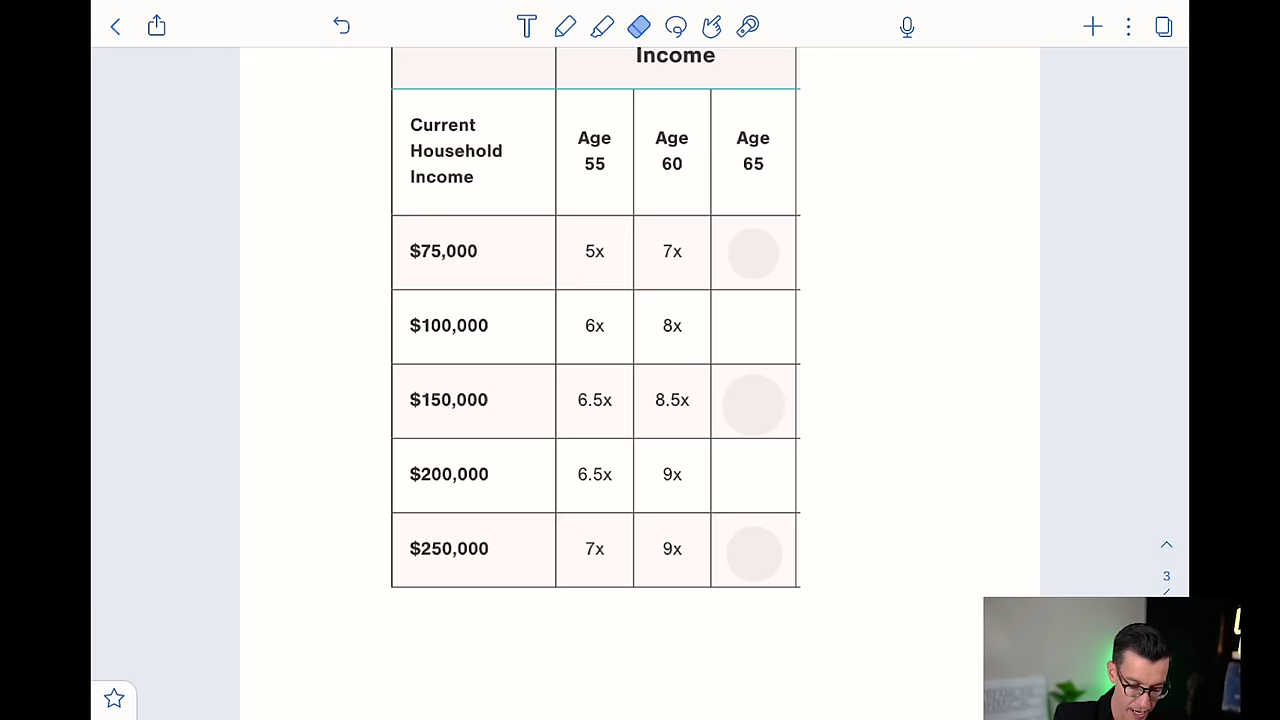 Income
Current
Household
Income
Age
55
Age
60
Age
65
$75,000 5x 7x
$100,000 6x 8x
$150,000 6.5x 8.5x
$200,000 6.5x 9x
$250,000 7x 9x
3